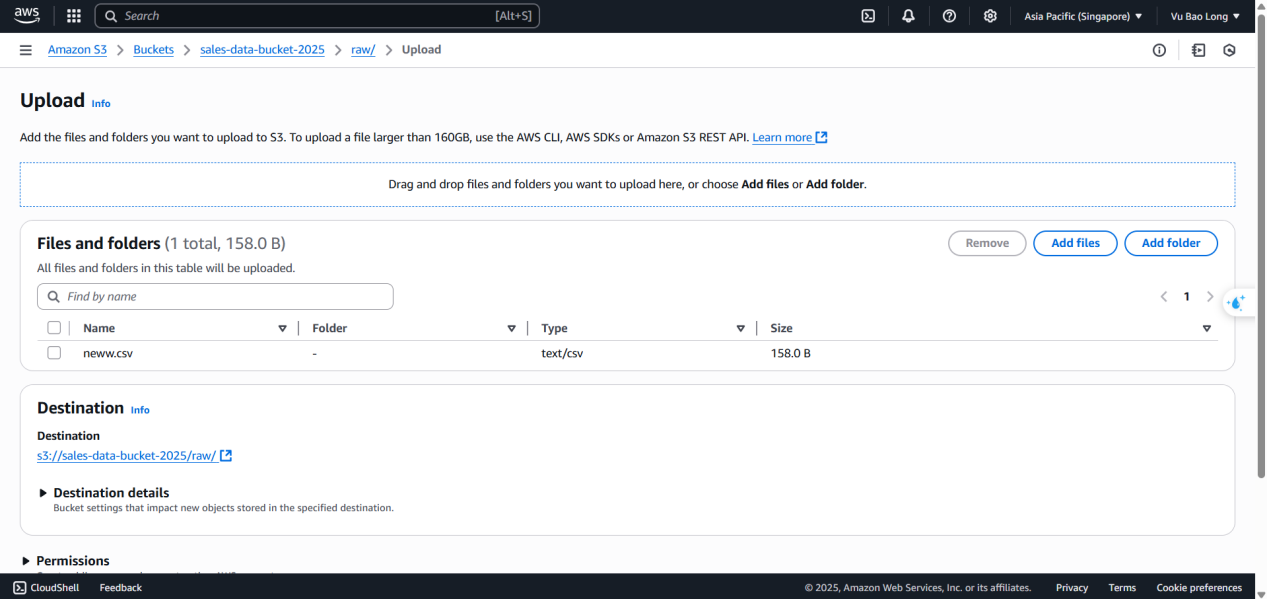 aws Search [Alt+S] Asia Pacific (Singapore) Vu Bao Long
Amazon S3 Buckets sales-data-bucket-2025 raw/ Upload
Upload Info
Add the files and folders you want to upload to S3. To upload a file larger than 160GB, use the AWS CLI, AWS SDKs or Amazon S3 REST API. Learn more
Drag and drop files and folders you want to upload here, or choose Add files or Add folder.
Files and folders (1 total, 158.0 B) Remove Add files Add folder
All files and folders in this table will be uploaded.
Find by name 1
Name Folder Type Size
neww.csv - text/csv 158.0 B
Destination Info
Destination
s3://sales-data-bucket-2025/raw/
Destination details
Bucket settings that impact new objects stored in the specified destination.
Permissions
CloudShell Feedback © 2025, Amazon Web Services, Inc. or its affiliates. Privacy Terms Cookie preferences